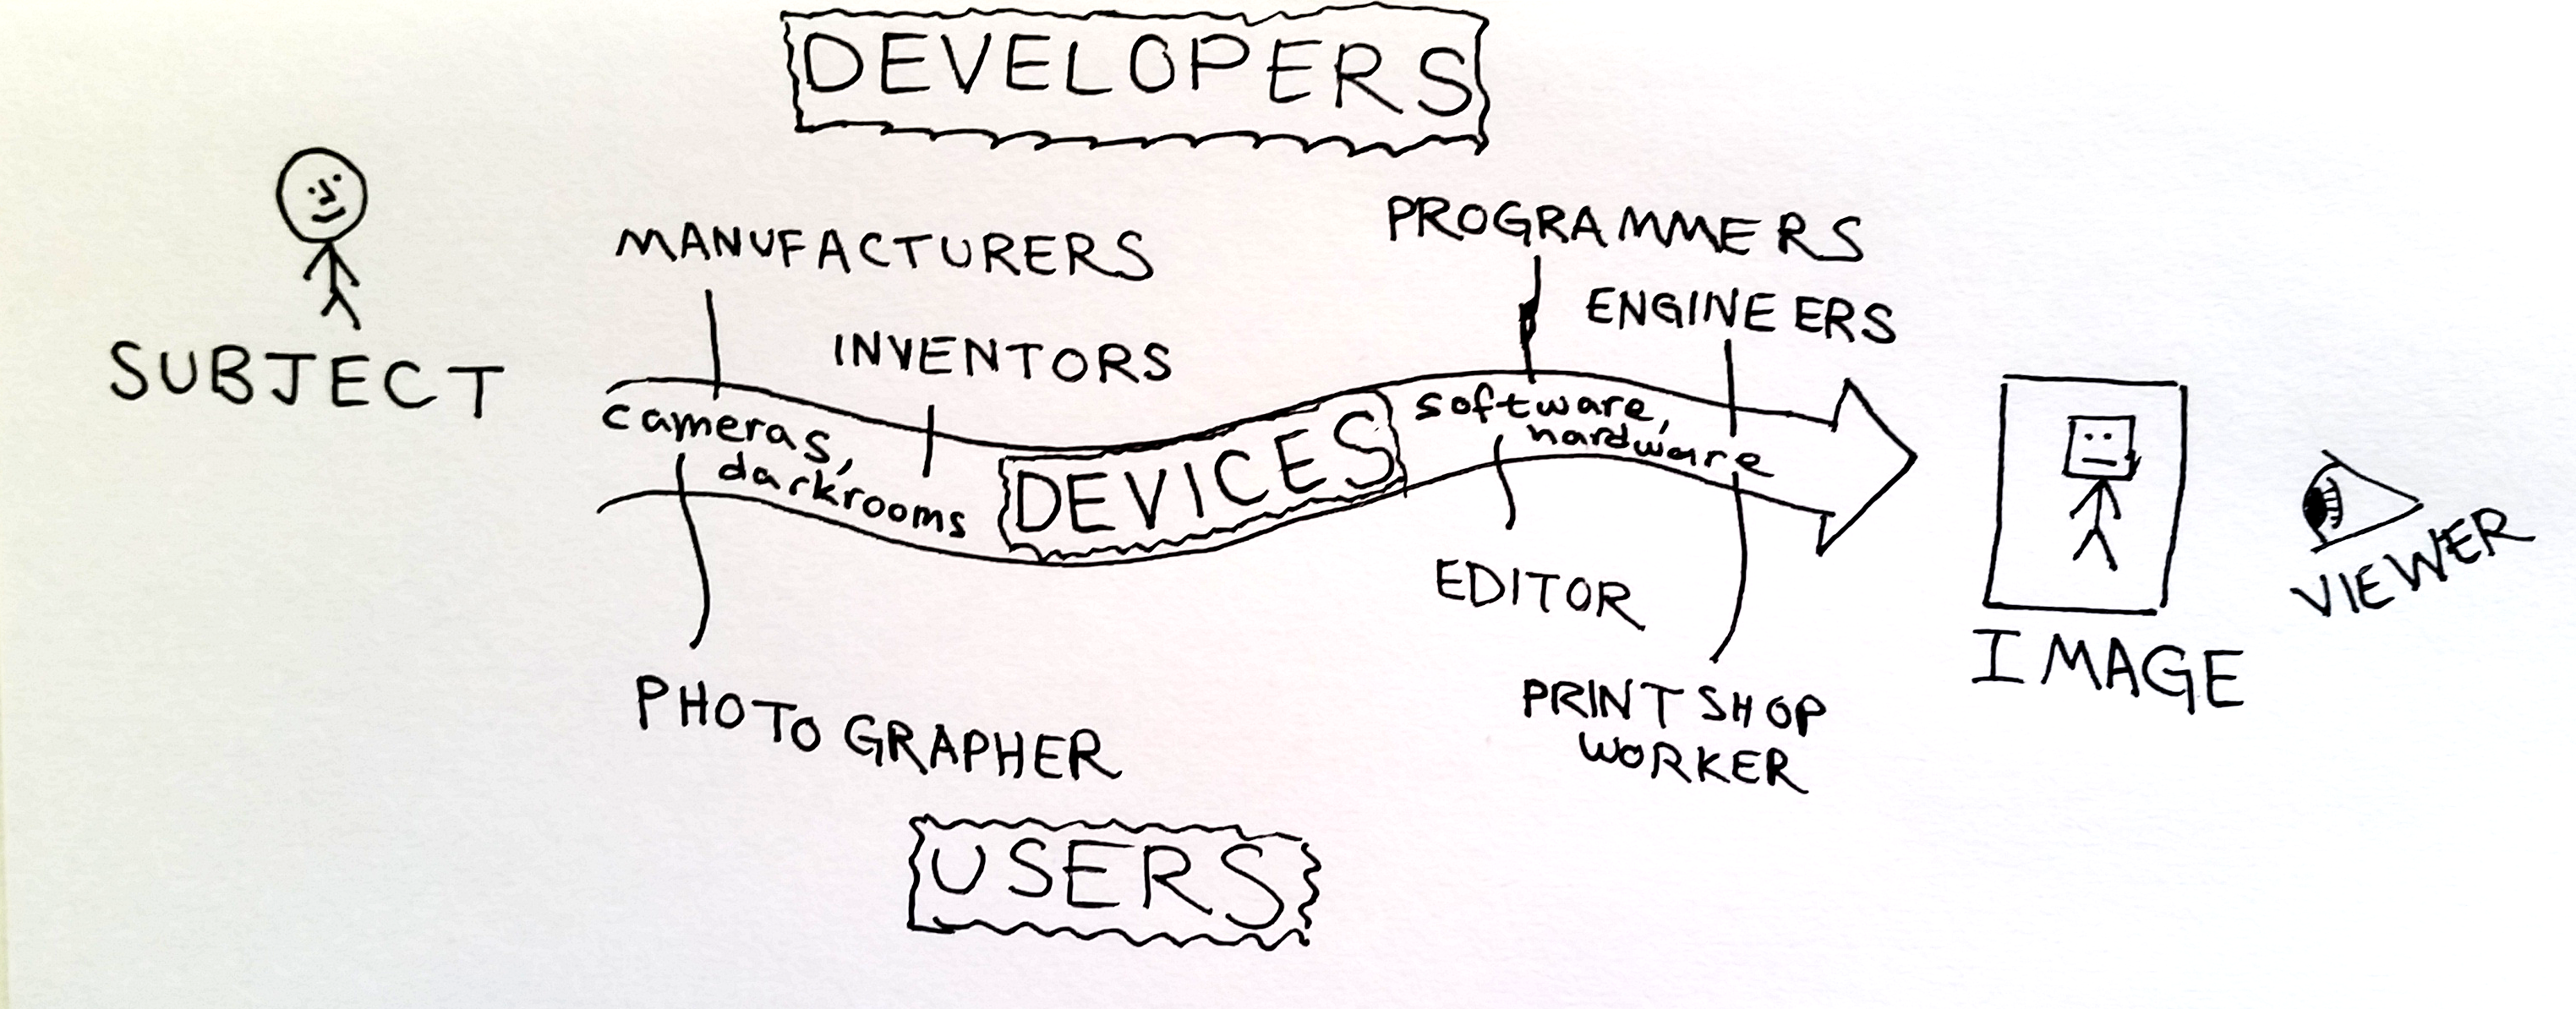 DEVELOPERS
SUBJECT
MANUFACTURERS
INVENTORS
PROGRAMMERS
ENGINEERS
cameras,
darkrooms
DEVICES
software,
hardware
PHOTOGRAPHER
EDITOR
PRINT SHOP
WORKER
USERS
IMAGE
VIEWER